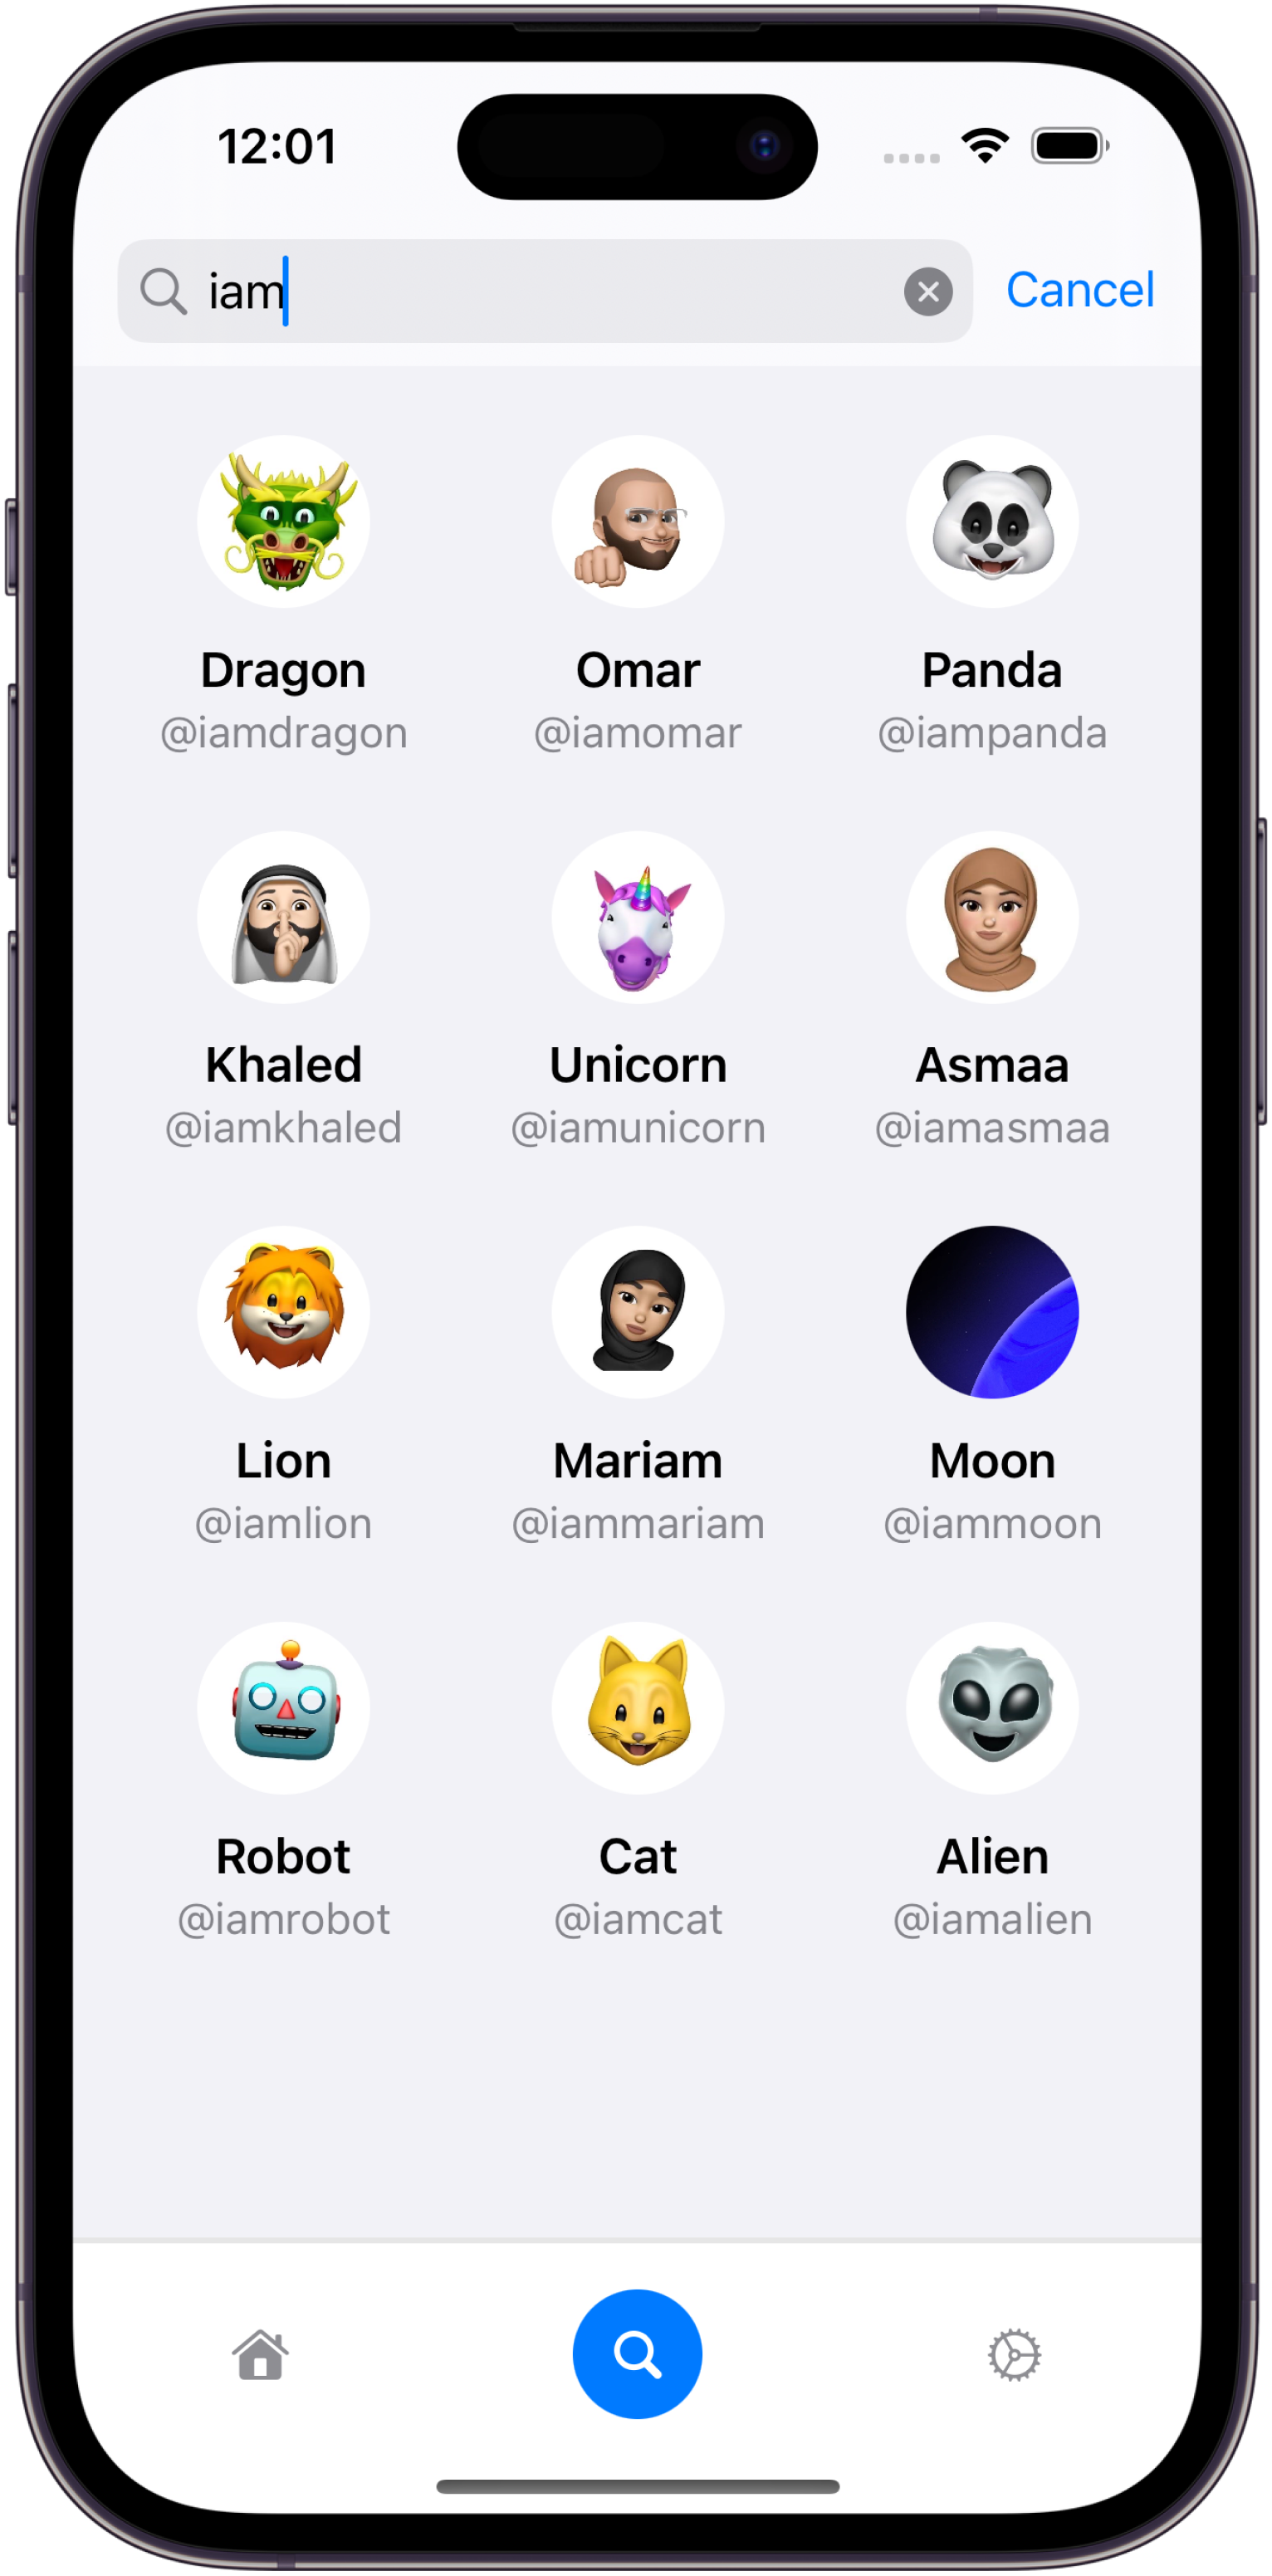 12:01
iam
Cancel
Dragon Omar Panda
@iamdragon @iamomar @iampanda
Khaled Unicorn Asmaa
@iamkhaled @iamunicorn @iamasmaa
Lion Mariam Moon
@iamlion @iammariam @iammoon
Robot Cat Alien
@iamrobot @iamcat @iamalien